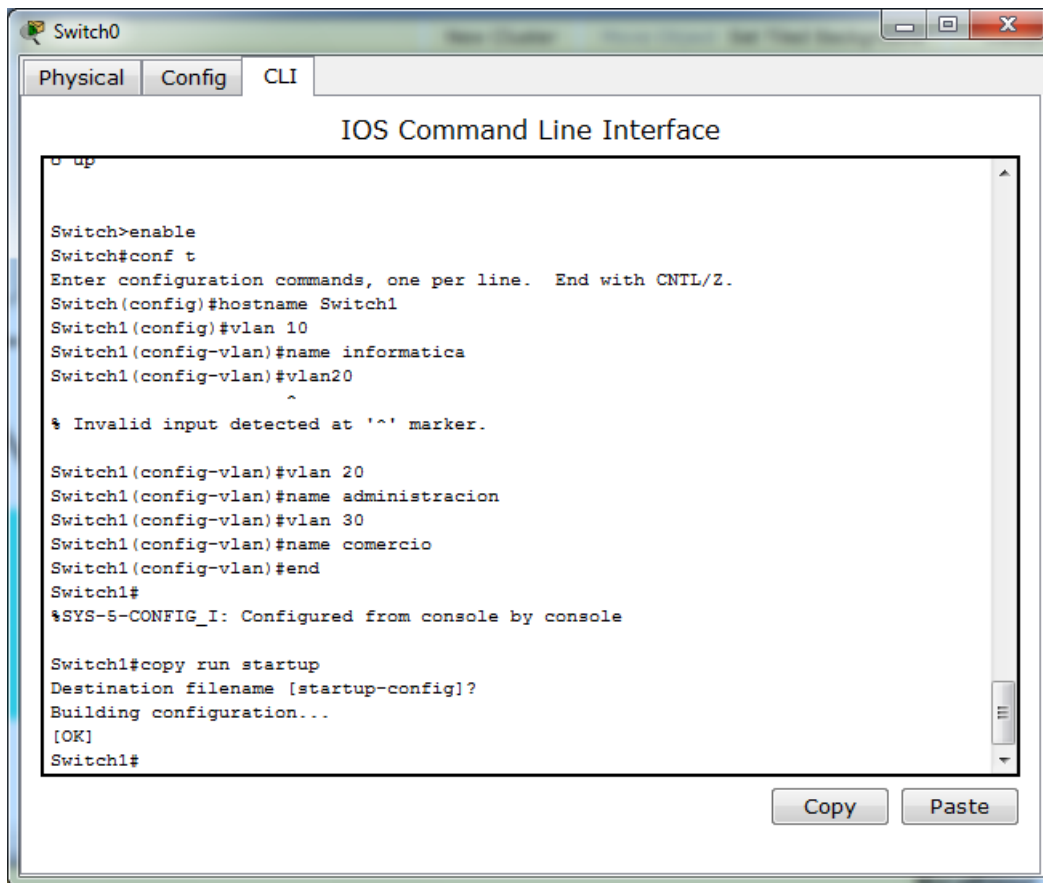 Switch0
Physical Config CLI
IOS Command Line Interface
up
Switch>enable
Switch#conf t
Enter configuration commands, one per line.  End with CNTL/Z.
Switch(config)#hostname Switch1
Switch1(config)#vlan 10
Switch1(config-vlan)#name informatica
Switch1(config-vlan)#vlan20
^
% Invalid input detected at '^' marker.
Switch1(config-vlan)#vlan 20
Switch1(config-vlan)#name administracion
Switch1(config-vlan)#vlan 30
Switch1(config-vlan)#name comercio
Switch1(config-vlan)#end
Switch1#
%SYS-5-CONFIG_I: Configured from console by console
Switch1#copy run startup
Destination filename [startup-config]?
Building configuration...
[OK]
Switch1#
Copy Paste